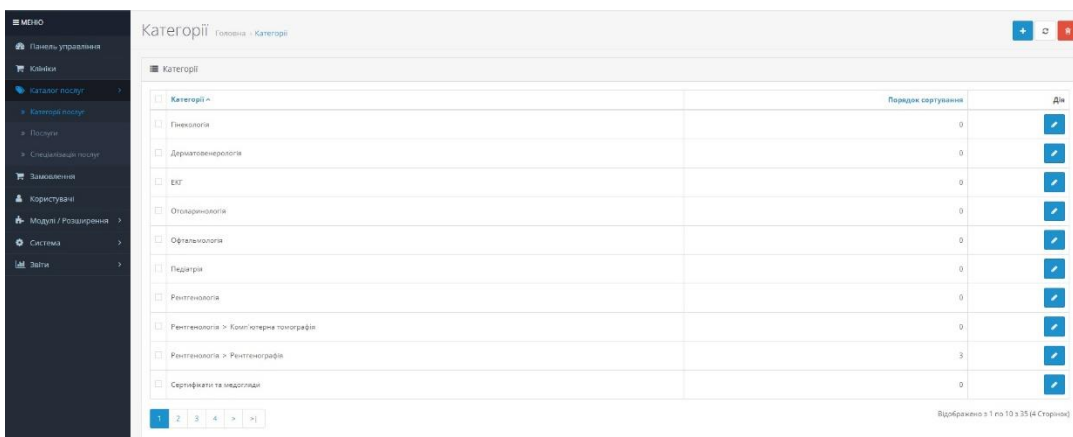 МЕНЮ
Категорії Головна › Категорії
Панель управління
Клініки
Каталог послуг
Категорії послуг
Послуги
Спеціалізація послуг
Замовлення
Користувачі
Модулі / Розширення
Система
Звіти
Категорії
Категорії Порядок сортування Дія
Гінекологія 0
Дерматовенерологія 0
ЕКГ 0
Отоларинологія 0
Офтальмологія 0
Педіатрія 0
Рентгенологія 0
Рентгенологія > Комп'ютерна томографія 0
Рентгенологія > Рентгенографія 3
Сертифікати та медогляди 0
1 2 3 4 > >|
Відображено з 1 по 10 з 35 (4 Сторінок)